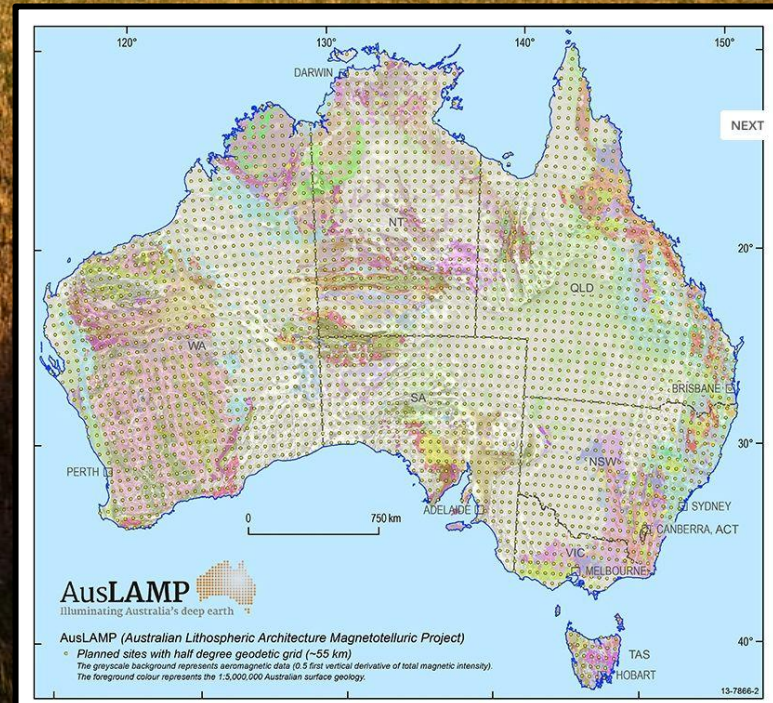 120° 130° 140° 150°
DARWIN
NEXT
NT
20° 20°
QLD
WA
BRISBANE
SA
30° 30°
NSW
PERTH
ADELAIDE
SYDNEY
0 750 km
CANBERRA, ACT
VIC
MELBOURNE
AusLAMP
Illuminating Australia's deep earth
AusLAMP (Australian Lithospheric Architecture Magnetotelluric Project)
40° 40°
Planned sites with half degree geodetic grid (~55 km)
TAS
The greyscale background represents aeromagnetic data (0.5 first vertical derivative of total magnetic intensity).
HOBART
The foreground colour represents the 1:5,000,000 Australian surface geology.
13-7866-2